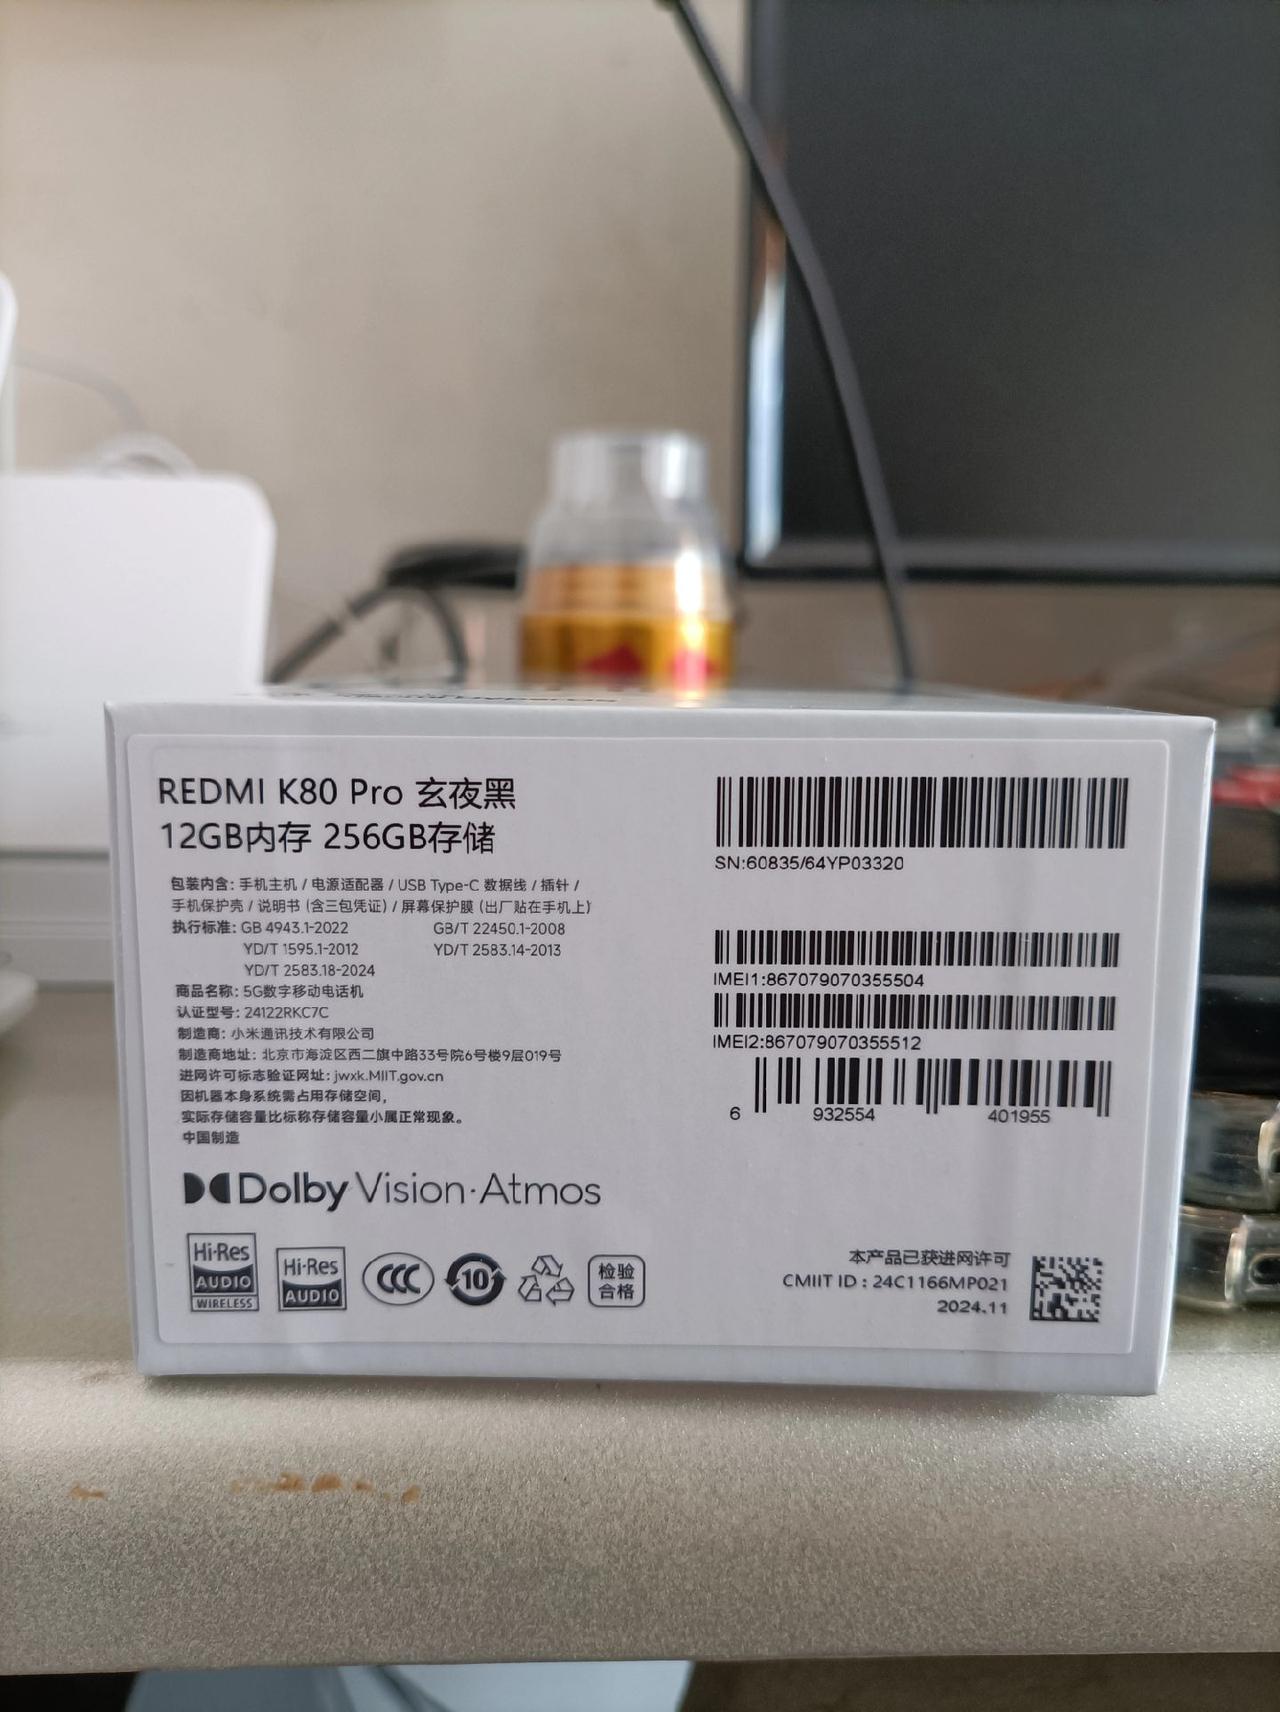 REDMI K80 Pro 玄夜黑
12GB内存 256GB存储
包装内含: 手机主机 / 电源适配器 / USB Type-C 数据线 / 插针 /
手机保护壳 / 说明书 (含三包凭证) / 屏幕保护膜 (出厂贴在手机上)
执行标准: GB 4943.1-2022 GB/T 22450.1-2008
YD/T 1595.1-2012 YD/T 2583.14-2013
YD/T 2583.18-2024
商品名称: 5G数字移动电话机
认证型号: 24122RKC7C
制造商: 小米通讯技术有限公司
制造商地址: 北京市海淀区西二旗中路33号院6号楼9层019号
进网许可标志验证网址: jwxk.MIIT.gov.cn
因机器本身系统需占用存储空间,
实际存储容量比标称存储容量小属正常现象。
中国制造
Dolby Vision·Atmos
Hi-Res
AUDIO
WIRELESS
Hi-Res
AUDIO
CCC
10
检验
合格
SN:60835/64YP03320
IMEI1:867079070355504
IMEI2:867079070355512
6 932554 401955
本产品已获进网许可
CMIIT ID : 24C1166MP021
2024.11